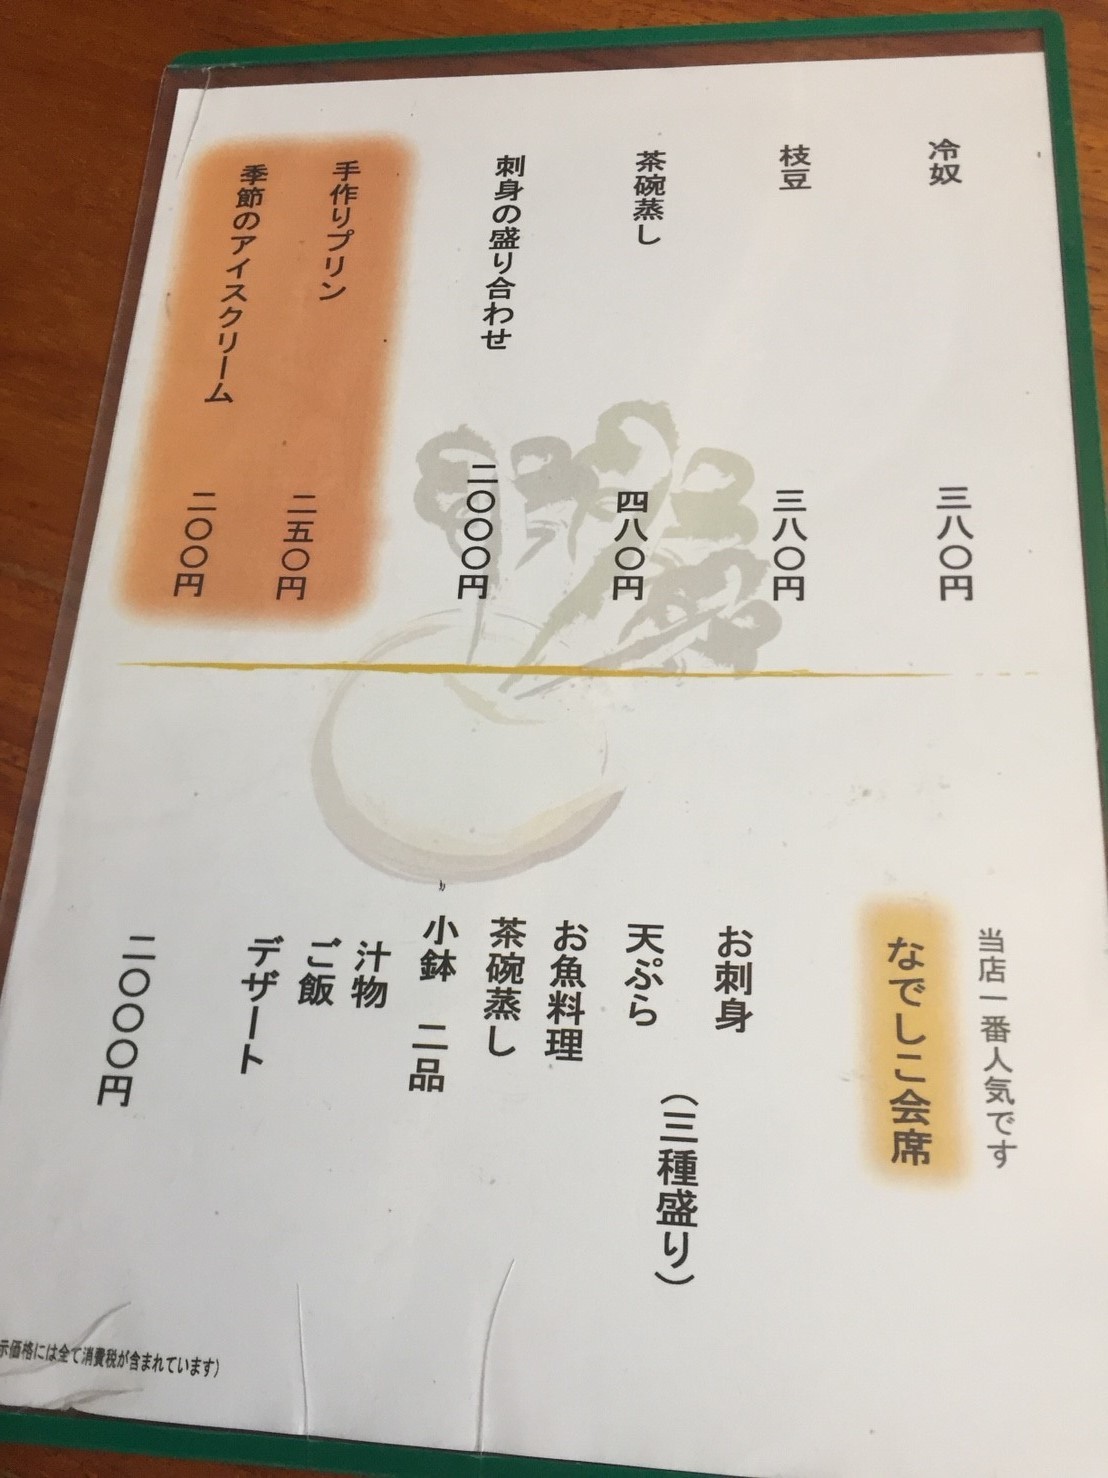 冷奴 三八〇円
枝豆 三八〇円
茶碗蒸し 四八〇円
刺身の盛り合わせ 二〇〇〇円
手作りプリン 二五〇円
季節のアイスクリーム 二〇〇円
当店一番人気です
なでしこ会席
お刺身
(三種盛り)
天ぷら
お魚料理
茶碗蒸し
小鉢 二品
汁物
ご飯
デザート
二〇〇〇円
示価格には全て消費税が含まれています)